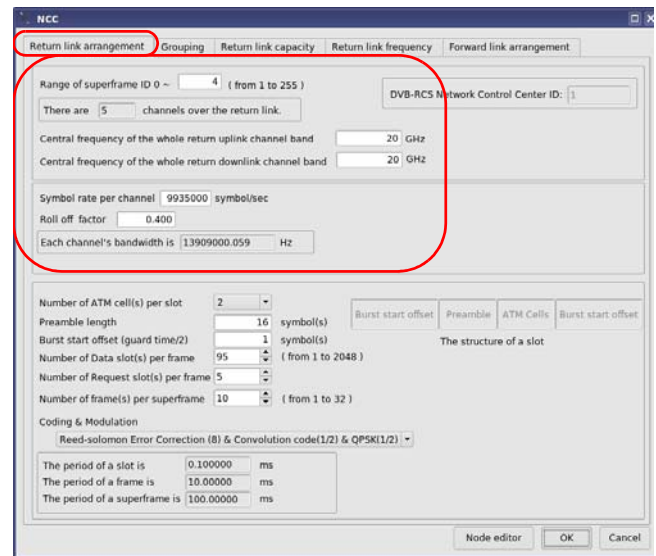 NCC
Return link arrangement Grouping Return link capacity Return link frequency Forward link arrangement
Range of superframe ID 0 ~ 4 ( from 1 to 255 )
DVB-RCS Network Control Center ID: 1
There are 5 channels over the return link.
Central frequency of the whole return uplink channel band 20 GHz
Central frequency of the whole return downlink channel band 20 GHz
Symbol rate per channel 9935000 symbol/sec
Roll off factor 0.400
Each channel's bandwidth is 13909000.059 Hz
Number of ATM cell(s) per slot 2
Preamble length 16 symbol(s)
Burst start offset Preamble ATM Cells Burst start offset
Burst start offset (guard time/2) 1 symbol(s)
The structure of a slot
Number of Data slot(s) per frame 95 ( from 1 to 2048 )
Number of Request slot(s) per frame 5
Number of frame(s) per superframe 10 ( from 1 to 32 )
Coding & Modulation
Reed-solomon Error Correction (8) & Convolution code(1/2) & QPSK(1/2)
The period of a slot is 0.100000 ms
The period of a frame is 10.00000 ms
The period of a superframe is 100.00000 ms
Node editor OK Cancel